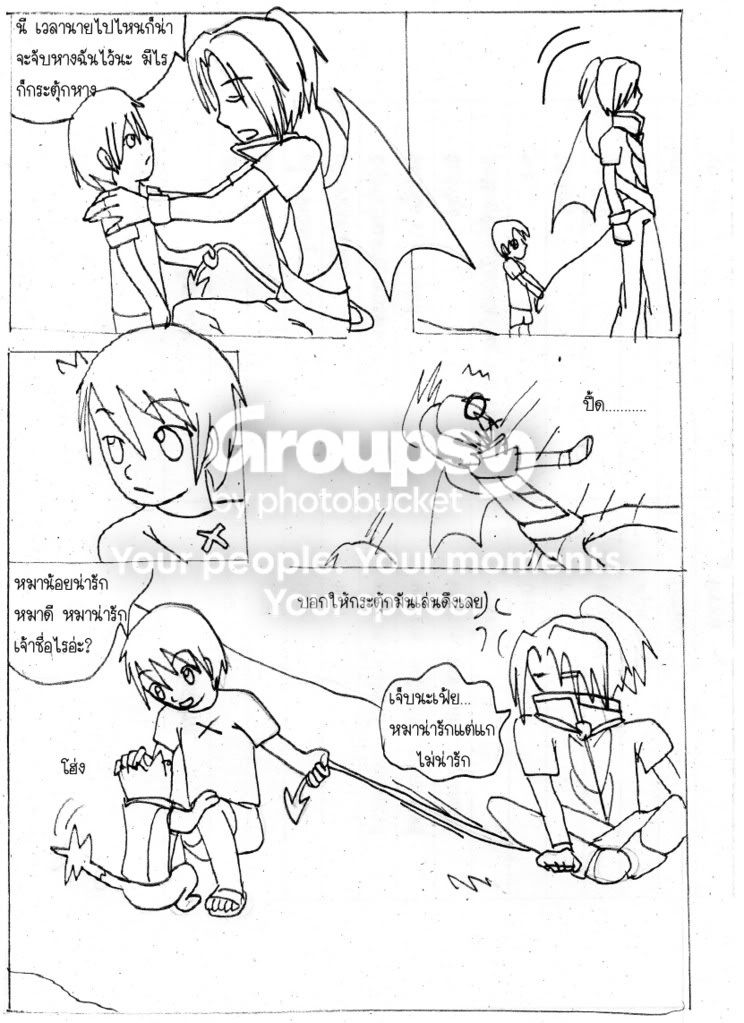 นี่ เวลานายไปไหนก็น่า
จะจับหางฉันไว้นะ มีไร
ก็กระตุ้กหาง
ปึ้ด...........
Groups
by photobucket
Your people. Your moments.
Your space.
บอกให้กระตุ้กมันเล่นดึงเลย)
หมาน้อยน่ารัก
หมาดี หมาน่ารัก
เจ้าชื่อไรอ่ะ?
เจ็บนะเฟ้ย...
หมาน่ารักแต่แก
ไม่น่ารัก
โฮ่ง